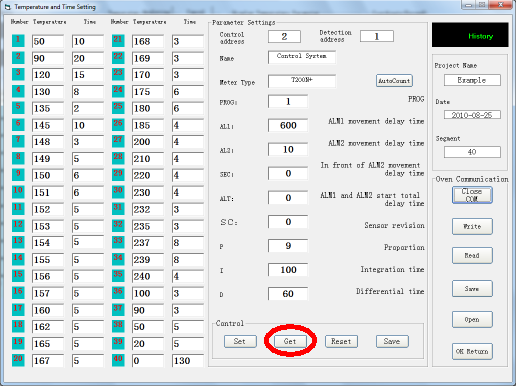 Temperature and Time Setting
Number Temperature Time Number Temperature Time
1 50 10 21 168 3
2 90 20 22 169 3
3 120 15 23 170 3
4 130 8 24 175 6
5 135 2 25 180 6
6 145 10 26 185 4
7 148 3 27 200 4
8 149 5 28 210 4
9 150 6 29 220 4
10 151 6 30 230 4
11 152 5 31 232 3
12 153 5 32 235 3
13 154 5 33 237 8
14 155 5 34 239 8
15 156 5 35 240 4
16 157 5 36 100 3
17 160 5 37 90 3
18 162 5 38 50 5
19 165 5 39 20 5
20 167 5 40 0 130
Parameter Settings
Control address 2 Detection address 1
Name Control System
Meter Type T200N+ AutoCount
PROG: 1 PROG
AL1: 600 ALM1 movement delay time
AL2: 10 ALM2 movement delay time
SEC: 0 In front of ALM2 movement delay time
ALT: 0 ALM1 and ALM2 start total delay time
SC: 0 Sensor revision
P 9 Proportion
I 100 Integration time
D 60 Differential time
Control
Set Get Reset Save
History
Project Name
Example
Date
2010-08-25
Segment
40
Oven Communication
Close COM
Write
Read
Save
Open
OK Return